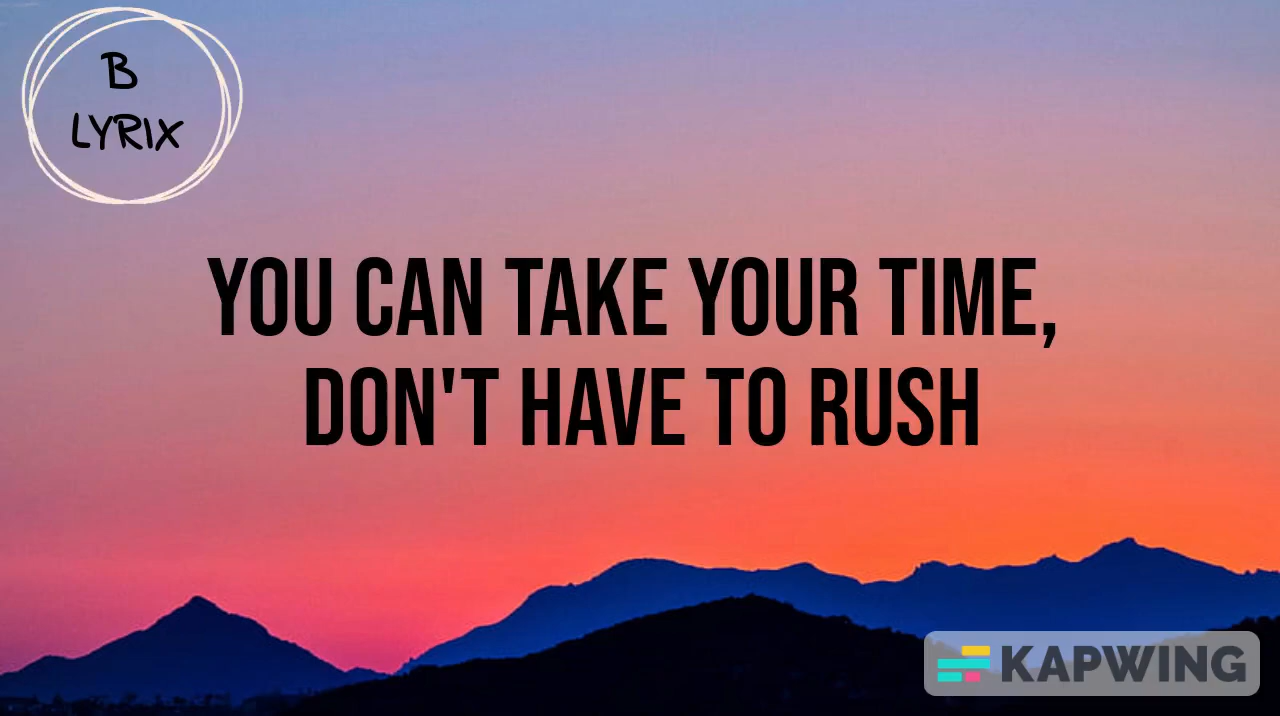 B
LYRIX
YOU CAN TAKE YOUR TIME,
DON'T HAVE TO RUSH
KAPWING